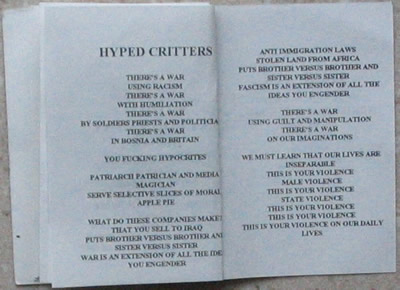 HYPED CRITTERS
THERE'S A WAR
USING RACISM
THERE'S A WAR
WITH HUMILIATION
THERE'S A WAR
BY SOLDIERS PRIESTS AND POLITICIA
THERE'S A WAR
IN BOSNIA AND BRITAIN
YOU FUCKING HYPOCRITES
PATRIARCH PATRICIAN AND MEDIA
MAGICIAN
SERVE SELECTIVE SLICES OF MORAL
APPLE PIE
WHAT DO THESE COMPANIES MAKE
THAT YOU SELL TO IRAQ
PUTS BROTHER VERSUS BROTHER AN
SISTER VERSUS SISTER
WAR IS AN EXTENSION OF ALL THE IDE
YOU ENGENDER
ANTI IMMIGRATION LAWS
STOLEN LAND FROM AFRICA
PUTS BROTHER VERSUS BROTHER AND
SISTER VERSUS SISTER
FASCISM IS AN EXTENSION OF ALL THE
IDEAS YOU ENGENDER
THERE'S A WAR
USING GUILT AND MANIPULATION
THERE'S A WAR
ON OUR IMAGINATIONS
WE MUST LEARN THAT OUR LIVES ARE
INSEPARABLE
THIS IS YOUR VIOLENCE
MALE VIOLENCE
THIS IS YOUR VIOLENCE
STATE VIOLENCE
THIS IS YOUR VIOLENCE
THIS IS YOUR VIOLENCE
THIS IS YOUR VIOLENCE ON OUR DAILY
LIVES